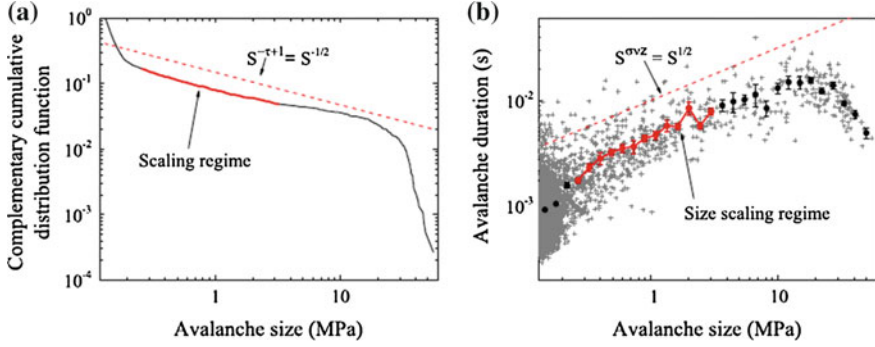 (a)
10⁰
10⁻¹
10⁻²
10⁻³
10⁻⁴
Complementary cumulative
distribution function
S^{-τ+1} = S^{-1/2}
Scaling regime
1
10
Avalanche size (MPa)
(b)
10⁻²
10⁻³
Avalanche duration (s)
S^{σνz} = S^{1/2}
Size scaling regime
1
10
Avalanche size (MPa)